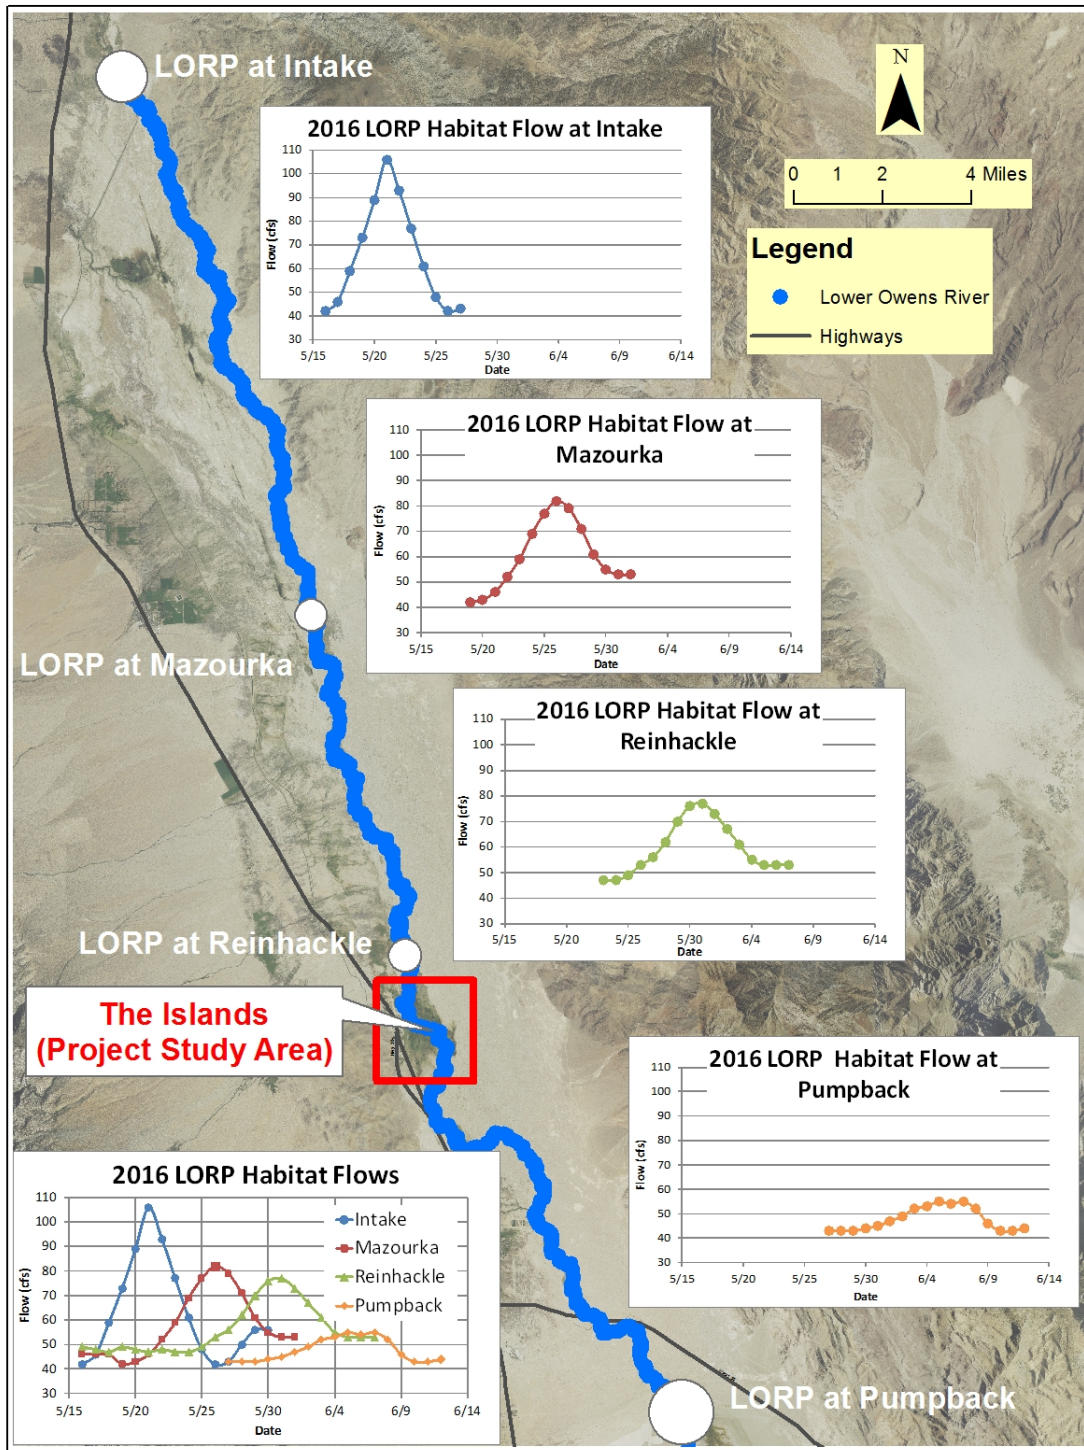 LORP at Intake
N
0 1 2 4 Miles
Legend
Lower Owens River
Highways
2016 LORP Habitat Flow at Intake
110
100
90
80
70
60
50
40
30
Flow (cfs)
5/15 5/20 5/25 5/30 6/4 6/9 6/14
Date
2016 LORP Habitat Flow at
Mazourka
110
100
90
80
70
60
50
40
30
Flow (cfs)
5/15 5/20 5/25 5/30 6/4 6/9 6/14
Date
LORP at Mazourka
2016 LORP Habitat Flow at
Reinhackle
110
100
90
80
70
60
50
40
30
Flow (cfs)
5/15 5/20 5/25 5/30 6/4 6/9 6/14
Date
LORP at Reinhackle
The Islands
(Project Study Area)
2016 LORP Habitat Flow at
Pumpback
110
100
90
80
70
60
50
40
30
Flow (cfs)
5/15 5/20 5/25 5/30 6/4 6/9 6/14
Date
2016 LORP Habitat Flows
110
100
90
80
70
60
50
40
30
Flow (cfs)
Intake
Mazourka
Reinhackle
Pumpback
5/15 5/20 5/25 5/30 6/4 6/9 6/14
Date
LORP at Pumpback